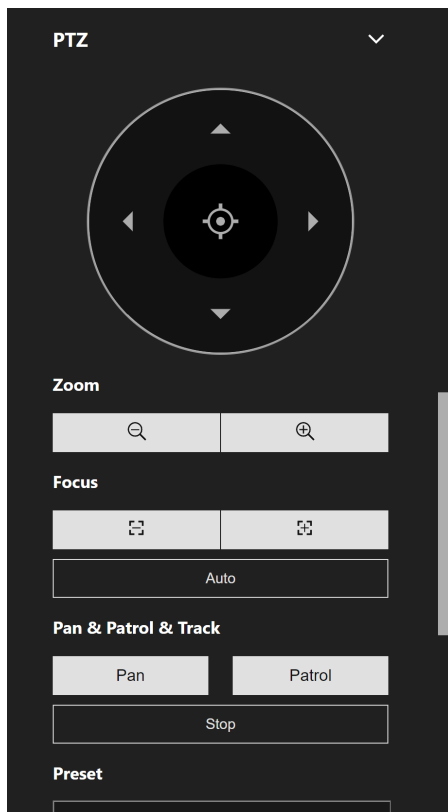 PTZ
Zoom
Focus
Auto
Pan & Patrol & Track
Pan Patrol
Stop
Preset